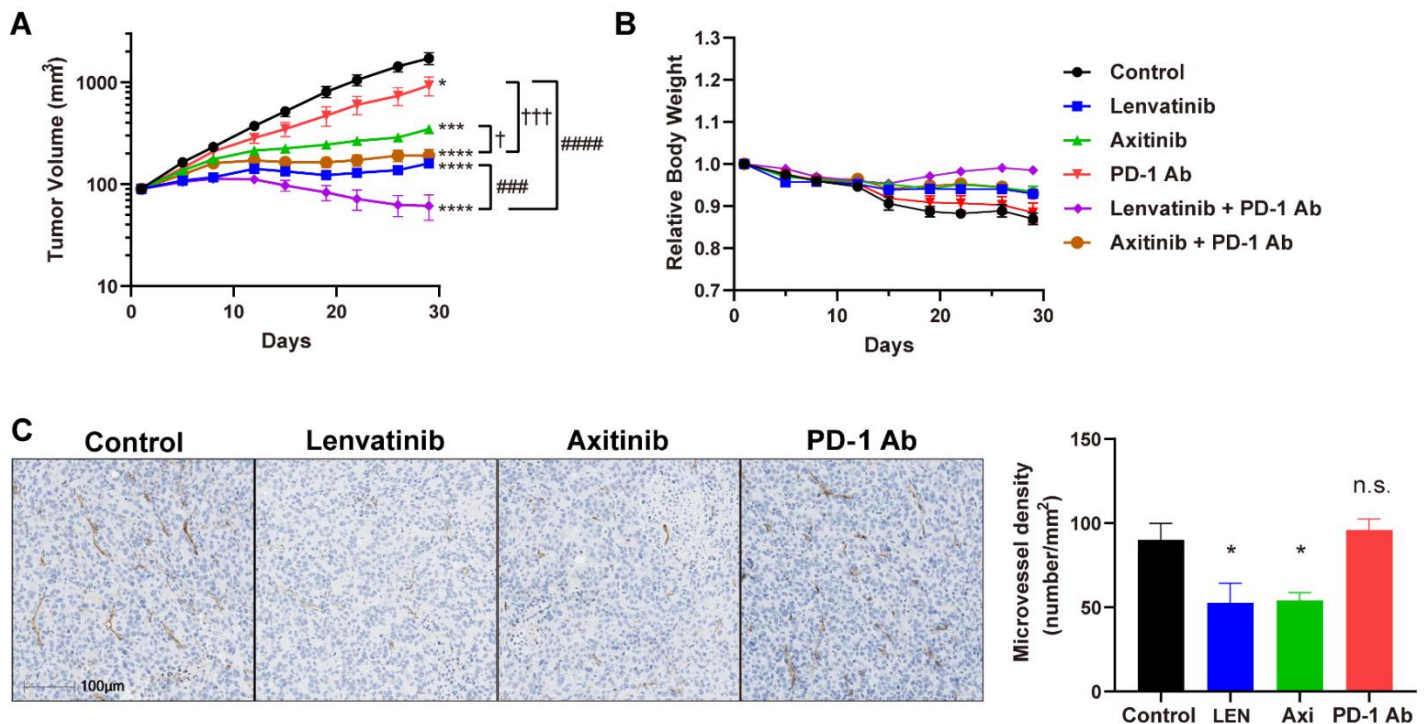 A
Tumor Volume (mm3)
1000
100
10
0
10
20
30
Days
*
***
****
****
****
†
†††
###
####
B
Relative Body Weight
1.3
1.2
1.1
1.0
0.9
0.8
0.7
0
10
20
30
Days
Control
Lenvatinib
Axitinib
PD-1 Ab
Lenvatinib + PD-1 Ab
Axitinib + PD-1 Ab
C
Control
Lenvatinib
Axitinib
PD-1 Ab
100μm
Microvessel density
(number/mm2)
150
100
50
0
*
*
n.s.
Control
LEN
Axi
PD-1 Ab